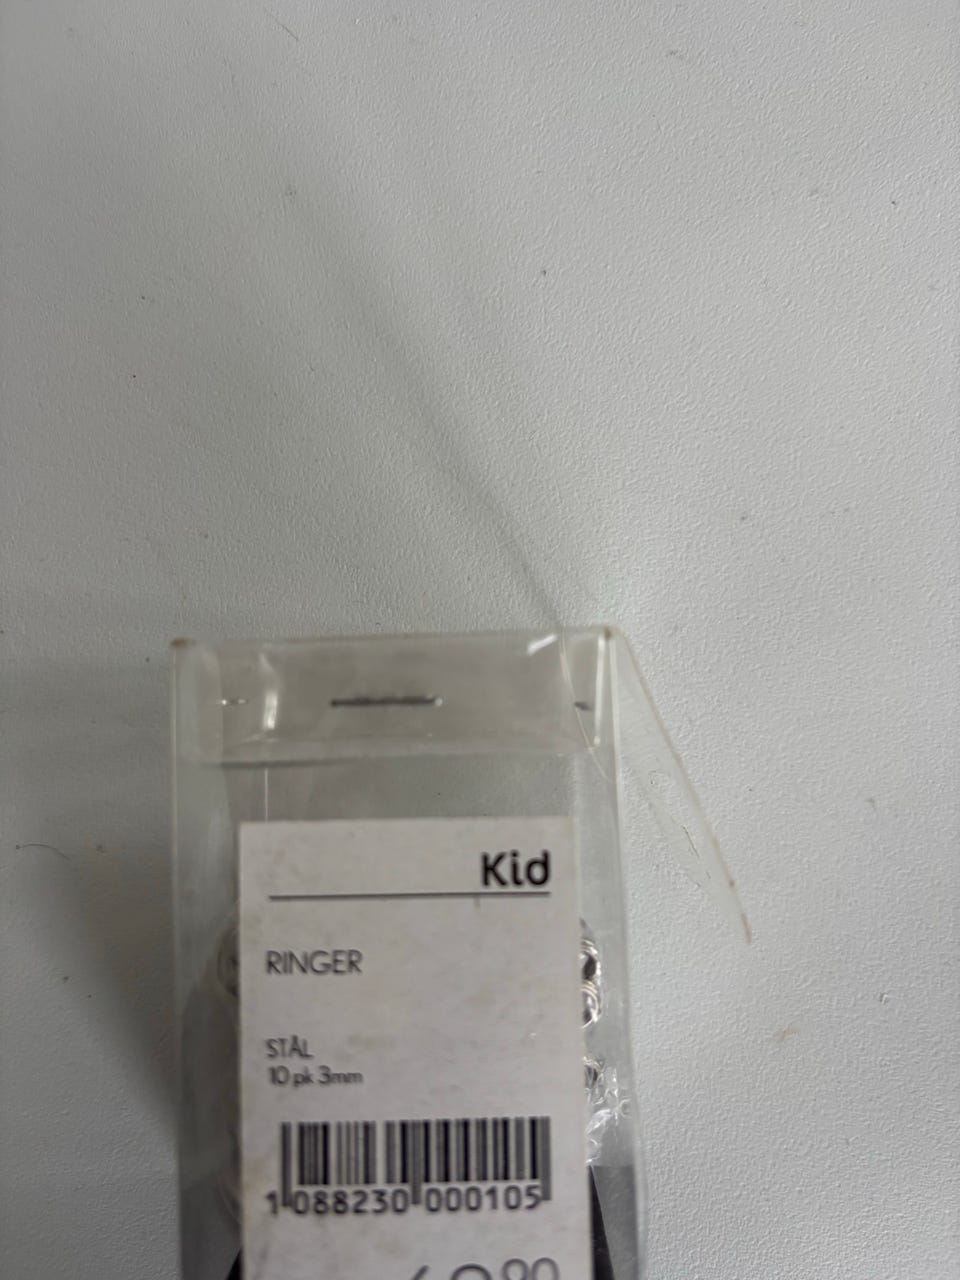 Kid
RINGER
STÅL
10 pk 3mm
1 088230 000105